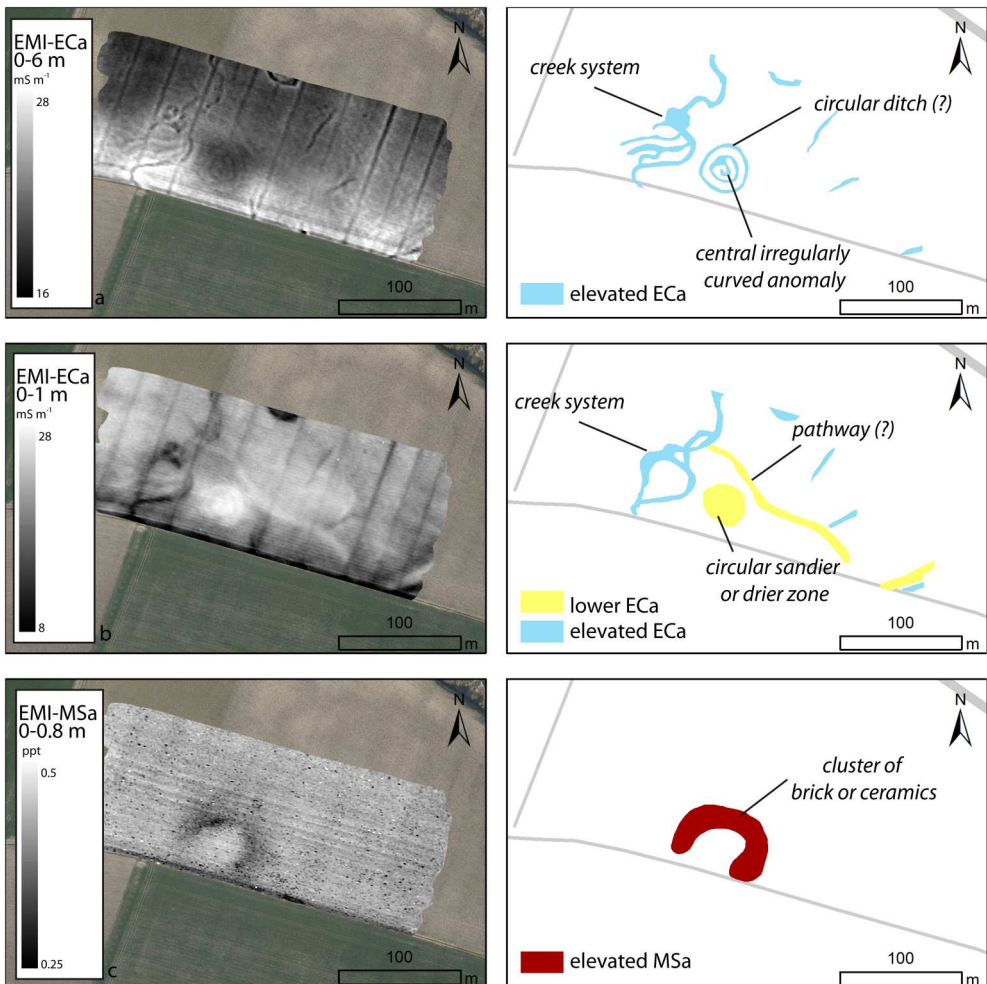 EMI-ECa
0-6 m
mS m⁻¹
28
16
a
N
100
m
creek system
circular ditch (?)
central irregularly
curved anomaly
elevated ECa
N
100
m
EMI-ECa
0-1 m
mS m⁻¹
28
8
b
N
100
m
creek system
pathway (?)
circular sandier
or drier zone
lower ECa
elevated ECa
N
100
m
EMI-MSa
0-0.8 m
ppt
0.5
0.25
c
N
100
m
cluster of
brick or ceramics
elevated MSa
N
100
m